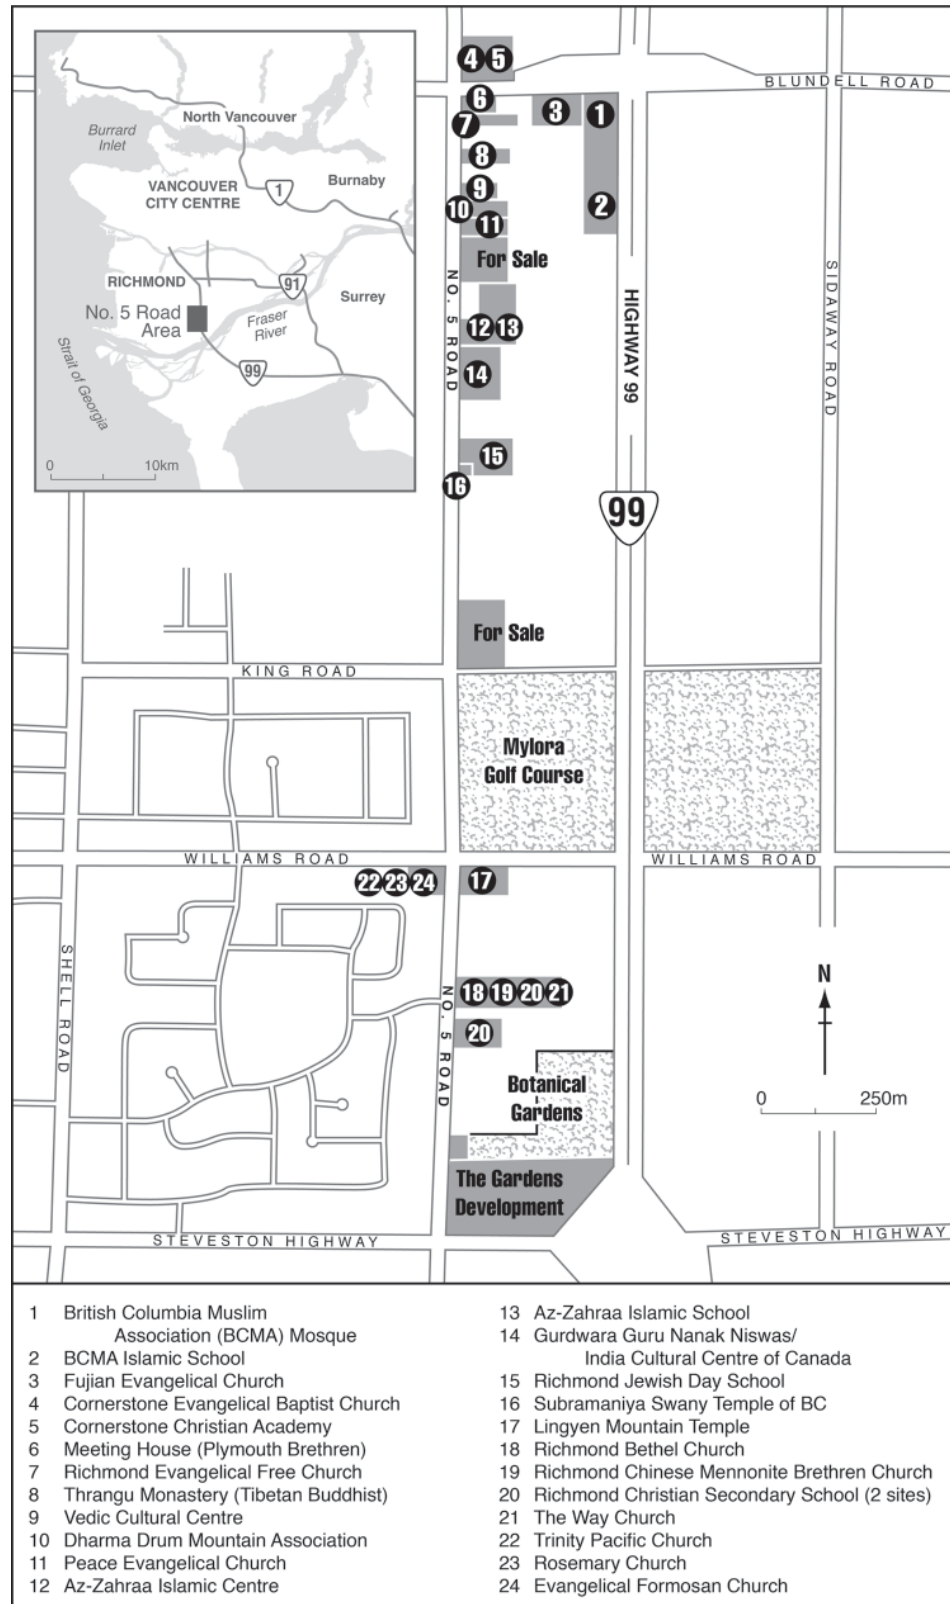 North Vancouver
Burrard
Inlet
VANCOUVER
CITY CENTRE
1
Burnaby
RICHMOND
91
Surrey
No. 5 Road
Area
Fraser
River
Strait of Georgia
99
0 10km
4 5
BLUNDELL ROAD
6
3 1
7
8
9
2
10
11
For Sale
NO. 5 ROAD
HIGHWAY 99
SIDAWAY ROAD
12 13
14
15
16
99
For Sale
KING ROAD
Mylora
Golf Course
WILLIAMS ROAD
WILLIAMS ROAD
22 23 24
17
SHELL ROAD
NO. 5 ROAD
18 19 20 21
20
N
Botanical
Gardens
0 250m
The Gardens
Development
STEVESTON HIGHWAY
STEVESTON HIGHWAY
1 British Columbia Muslim
Association (BCMA) Mosque
2 BCMA Islamic School
3 Fujian Evangelical Church
4 Cornerstone Evangelical Baptist Church
5 Cornerstone Christian Academy
6 Meeting House (Plymouth Brethren)
7 Richmond Evangelical Free Church
8 Thrangu Monastery (Tibetan Buddhist)
9 Vedic Cultural Centre
10 Dharma Drum Mountain Association
11 Peace Evangelical Church
12 Az-Zahraa Islamic Centre
13 Az-Zahraa Islamic School
14 Gurdwara Guru Nanak Niswas/
India Cultural Centre of Canada
15 Richmond Jewish Day School
16 Subramaniya Swany Temple of BC
17 Lingyen Mountain Temple
18 Richmond Bethel Church
19 Richmond Chinese Mennonite Brethren Church
20 Richmond Christian Secondary School (2 sites)
21 The Way Church
22 Trinity Pacific Church
23 Rosemary Church
24 Evangelical Formosan Church